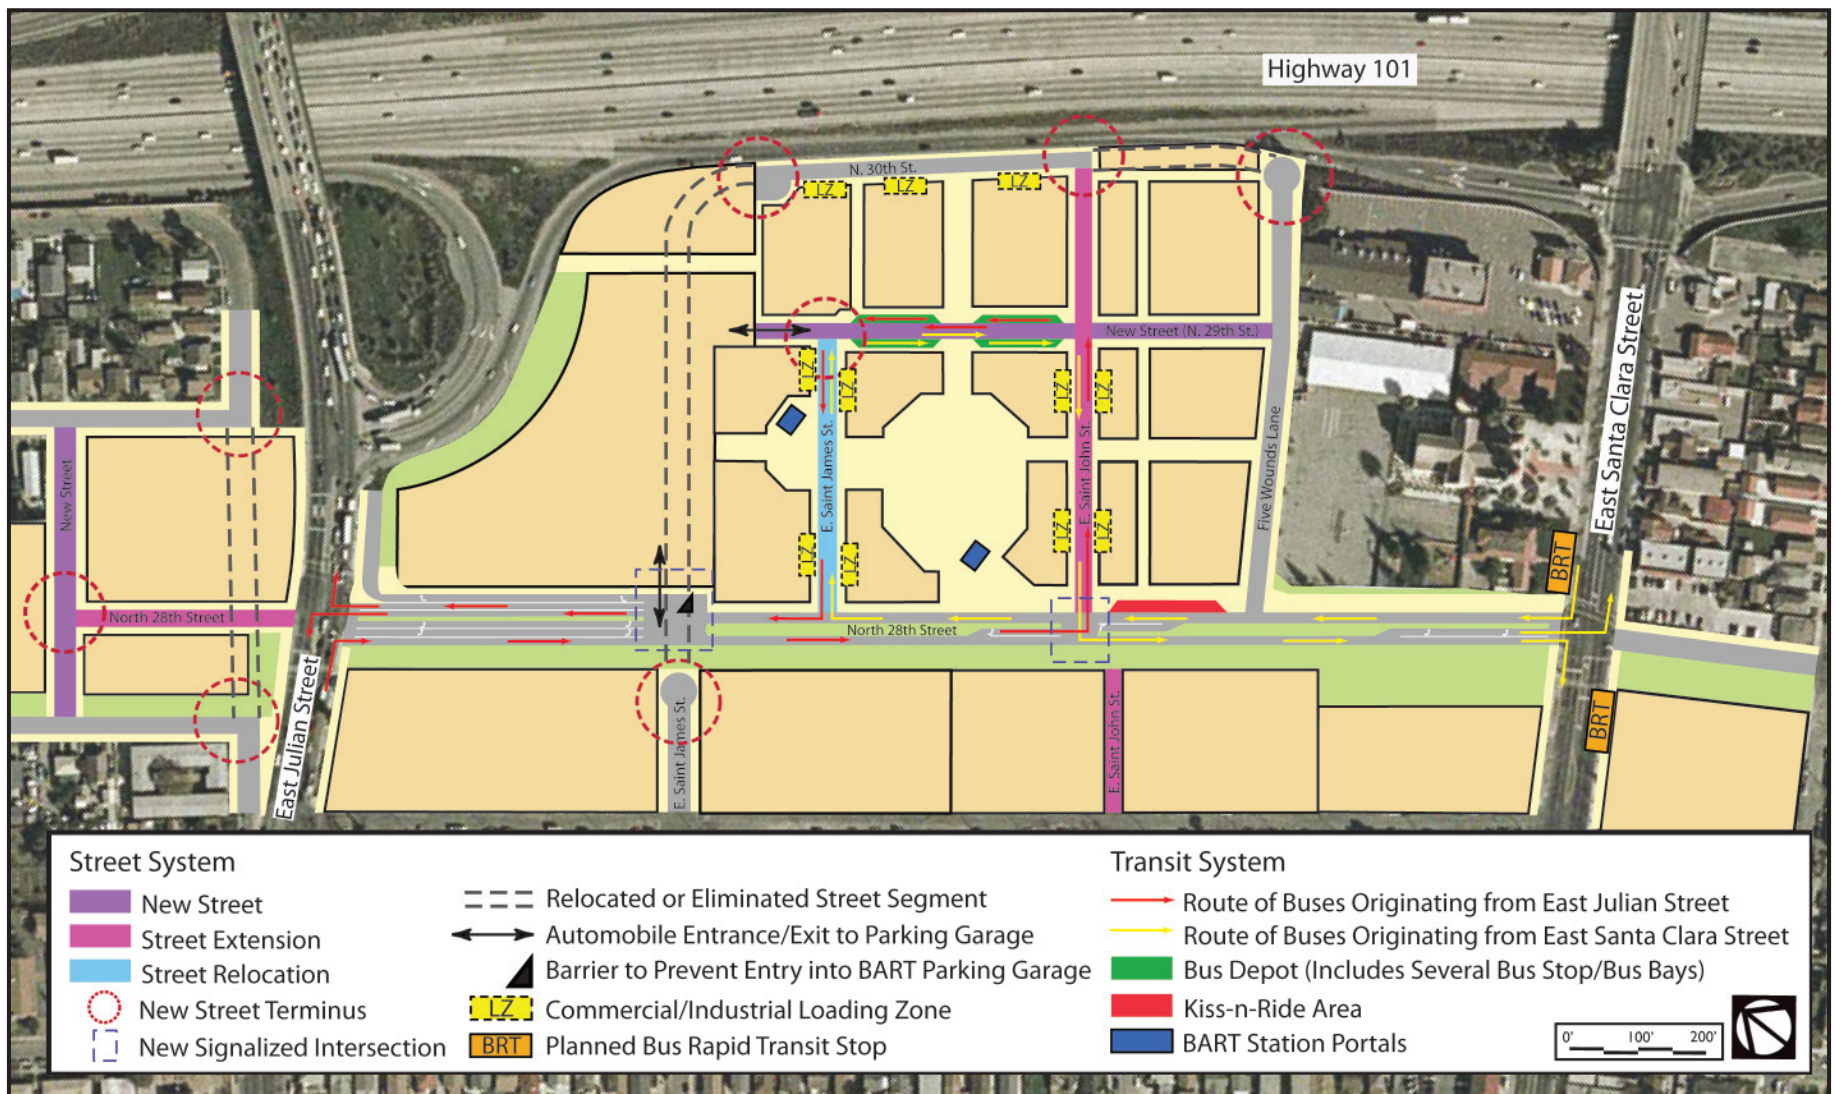 Highway 101
N. 30th St.
LZ
LZ
LZ
New Street (N. 29th St.)
LZ
LZ
LZ
LZ
E. Saint James St.
E. Saint John St.
Five Wounds Lane
East Santa Clara Street
New Street
LZ
LZ
LZ
LZ
BRT
North 28th Street
North 28th Street
East Julian Street
E. Saint James St.
E. Saint John St.
BRT
Street System
New Street
Street Extension
Street Relocation
New Street Terminus
New Signalized Intersection
Relocated or Eliminated Street Segment
Automobile Entrance/Exit to Parking Garage
Barrier to Prevent Entry into BART Parking Garage
LZ Commercial/Industrial Loading Zone
BRT Planned Bus Rapid Transit Stop
Transit System
Route of Buses Originating from East Julian Street
Route of Buses Originating from East Santa Clara Street
Bus Depot (Includes Several Bus Stop/Bus Bays)
Kiss-n-Ride Area
BART Station Portals
0' 100' 200'